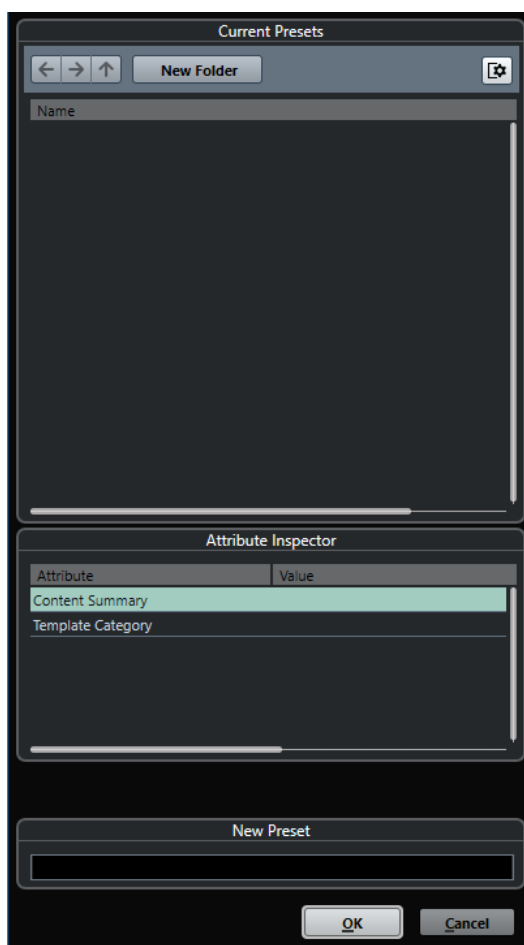 Current Presets
New Folder
Name
Attribute Inspector
Attribute Value
Content Summary
Template Category
New Preset
OK Cancel